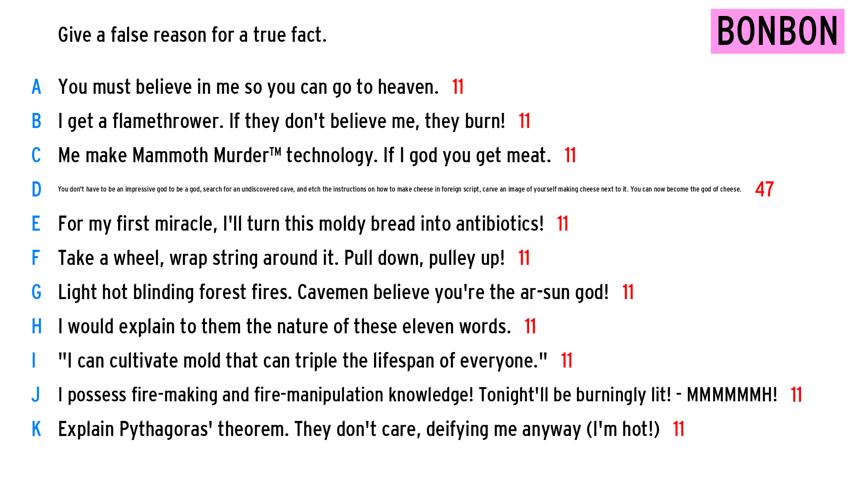 Give a false reason for a true fact.
BONBON
A You must believe in me so you can go to heaven. 11
B I get a flamethrower. If they don't believe me, they burn! 11
C Me make Mammoth Murder™ technology. If I god you get meat. 11
D You don't have to be an impressive god to be a god, search for an undiscovered cave, and etch the instructions on how to make cheese in foreign script, carve an image of yourself making cheese next to it. You can now become the god of cheese. 47
E For my first miracle, I'll turn this moldy bread into antibiotics! 11
F Take a wheel, wrap string around it. Pull down, pulley up! 11
G Light hot blinding forest fires. Cavemen believe you're the ar-sun god! 11
H I would explain to them the nature of these eleven words. 11
I "I can cultivate mold that can triple the lifespan of everyone." 11
J I possess fire-making and fire-manipulation knowledge! Tonight'll be burningly lit! - MMMMMMH! 11
K Explain Pythagoras' theorem. They don't care, deifying me anyway (I'm hot!) 11